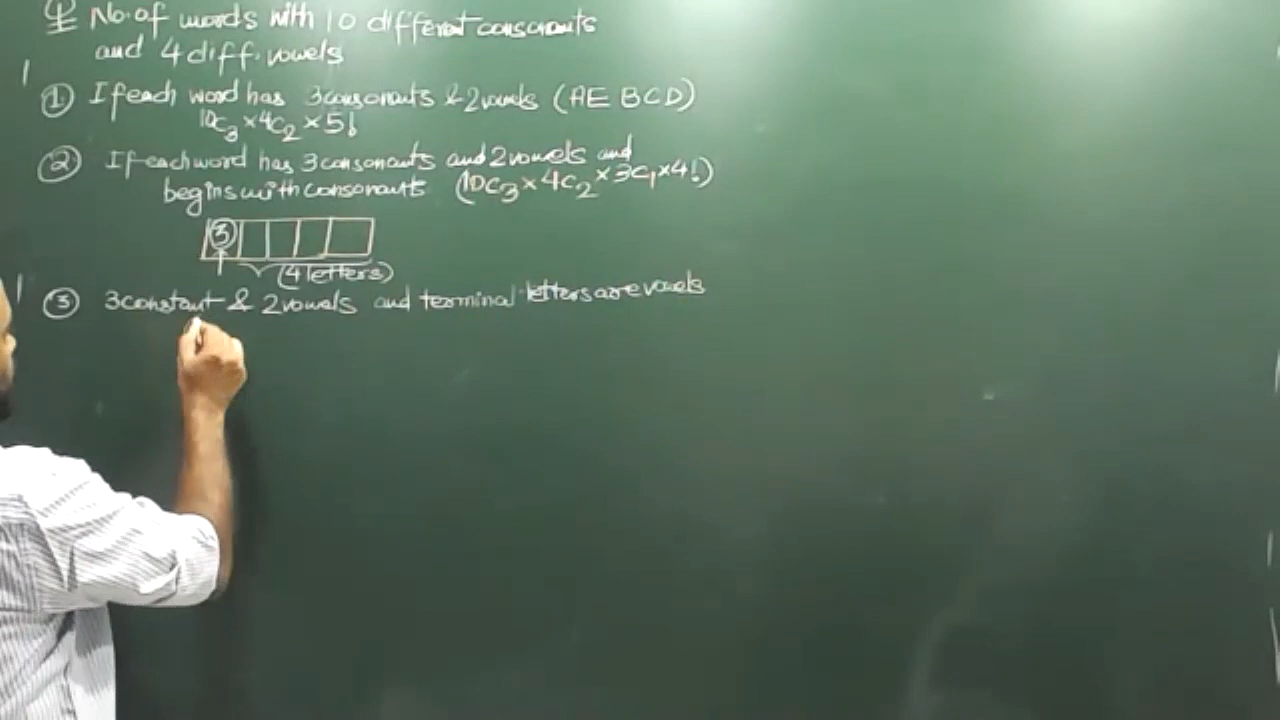 Q No. of words with 10 different consonants
and 4 diff. vowels
① If each word has 3 consonants & 2 vowels (AE BCD)
10C3 × 4C2 × 5!
② If each word has 3 consonants and 2 vowels and
begins with consonants (10C3 × 4C2 × 3C1 × 4!)
3
(4 letters)
③ 3 constant & 2 vowels and terminal letters are vowels